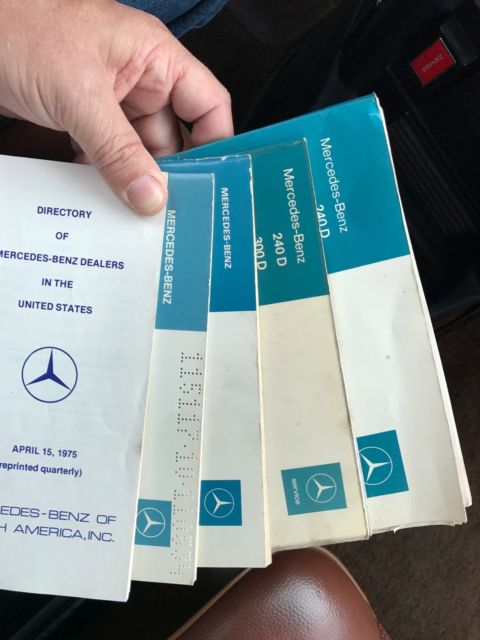 DIRECTORY
OF
MERCEDES-BENZ DEALERS
IN THE
UNITED STATES
APRIL 15, 1975
(reprinted quarterly)
MERCEDES-BENZ OF
H AMERICA, INC.
MERCEDES-BENZ
MERCEDES-BENZ
Mercedes-Benz
240 D
300 D
service
Mercedes-Benz
240 D